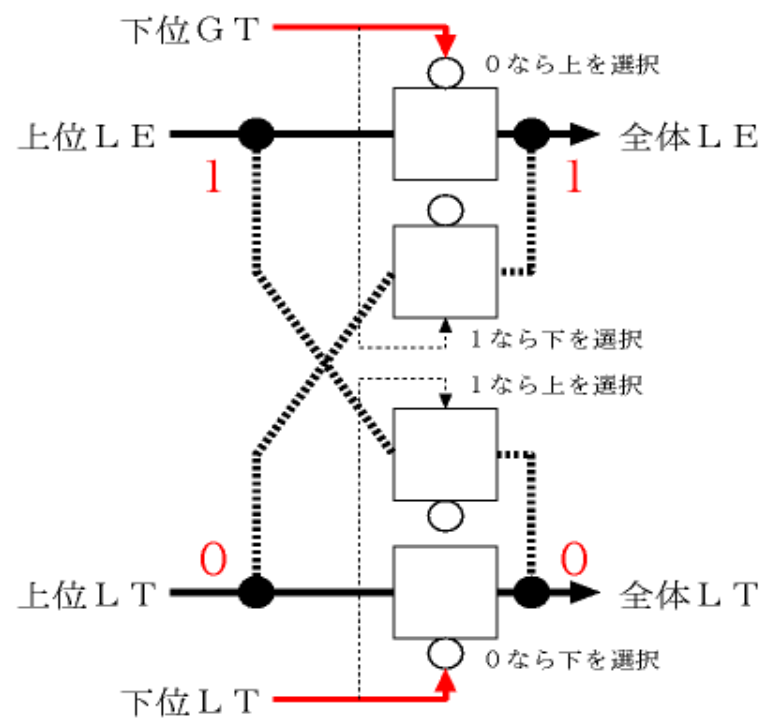 下位ＧＴ
０なら上を選択
上位ＬＥ
全体ＬＥ
１
１
１なら下を選択
１なら上を選択
０
０
上位ＬＴ
全体ＬＴ
０なら下を選択
下位ＬＴ